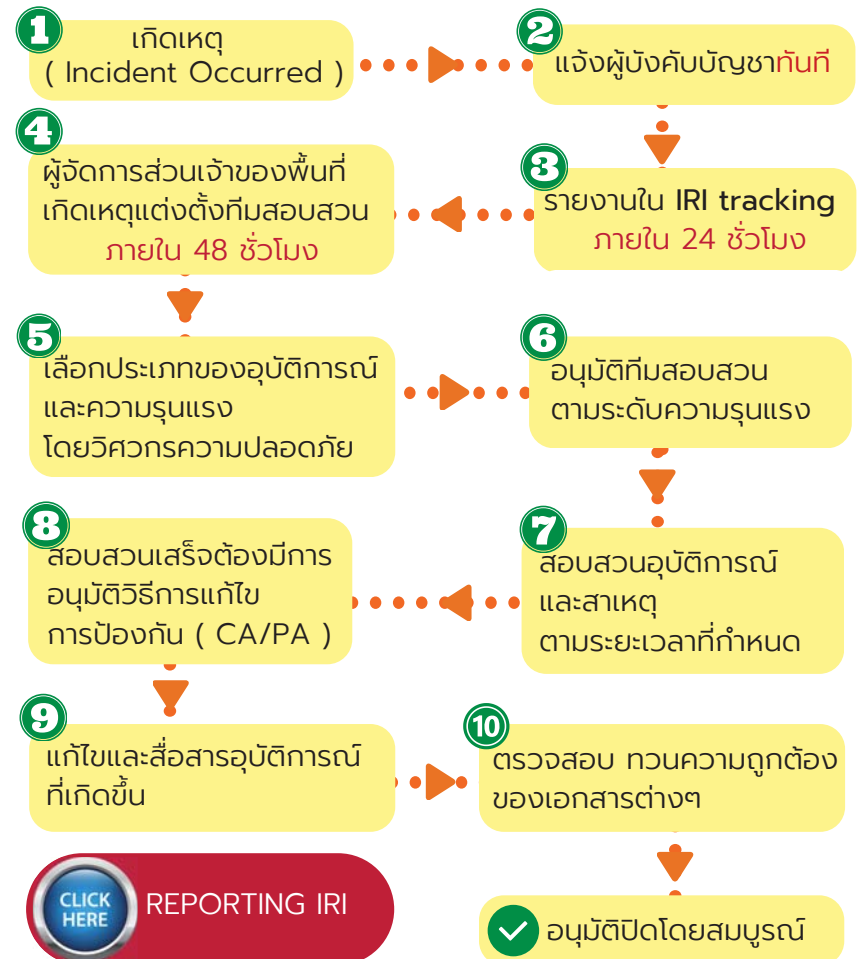 1
เกิดเหตุ
( Incident Occurred )
2
แจ้งผู้บังคับบัญชาทันที
3
รายงานใน IRI tracking
ภายใน 24 ชั่วโมง
4
ผู้จัดการส่วนเจ้าของพื้นที่
เกิดเหตุแต่งตั้งทีมสอบสวน
ภายใน 48 ชั่วโมง
5
เลือกประเภทของอุบัติการณ์
และความรุนแรง
โดยวิศวกรความปลอดภัย
6
อนุมัติทีมสอบสวน
ตามระดับความรุนแรง
7
สอบสวนอุบัติการณ์
และสาเหตุ
ตามระยะเวลาที่กำหนด
8
สอบสวนเสร็จต้องมีการ
อนุมัติวิธีการแก้ไข
การป้องกัน ( CA/PA )
9
แก้ไขและสื่อสารอุบัติการณ์
ที่เกิดขึ้น
10
ตรวจสอบ ทวนความถูกต้อง
ของเอกสารต่างๆ
CLICK
HERE
REPORTING IRI
อนุมัติปิดโดยสมบูรณ์